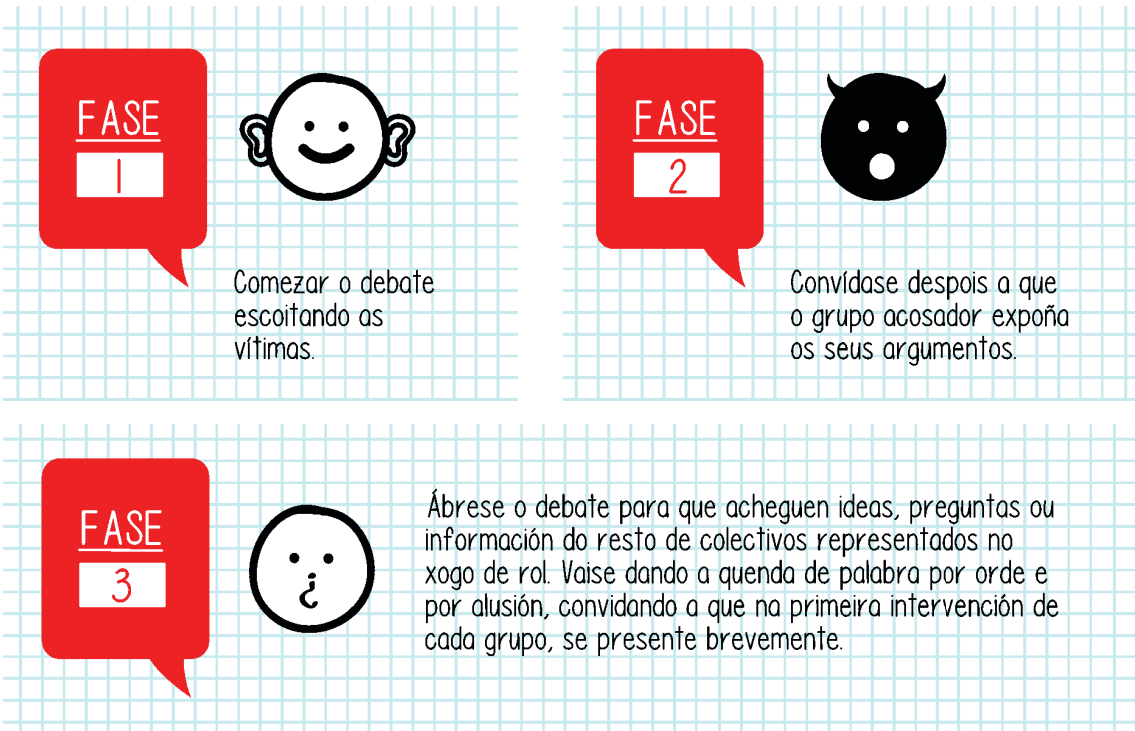 FASE
1
Comezar o debate
escoitando as
vítimas.
FASE
2
Convídase despois a que
o grupo acosador expoña
os seus argumentos.
FASE
3
Ábrese o debate para que acheguen ideas, preguntas ou
información do resto de colectivos representados no
xogo de rol. Vaise dando a quenda de palabra por orde e
por alusión, convidando a que na primeira intervención de
cada grupo, se presente brevemente.